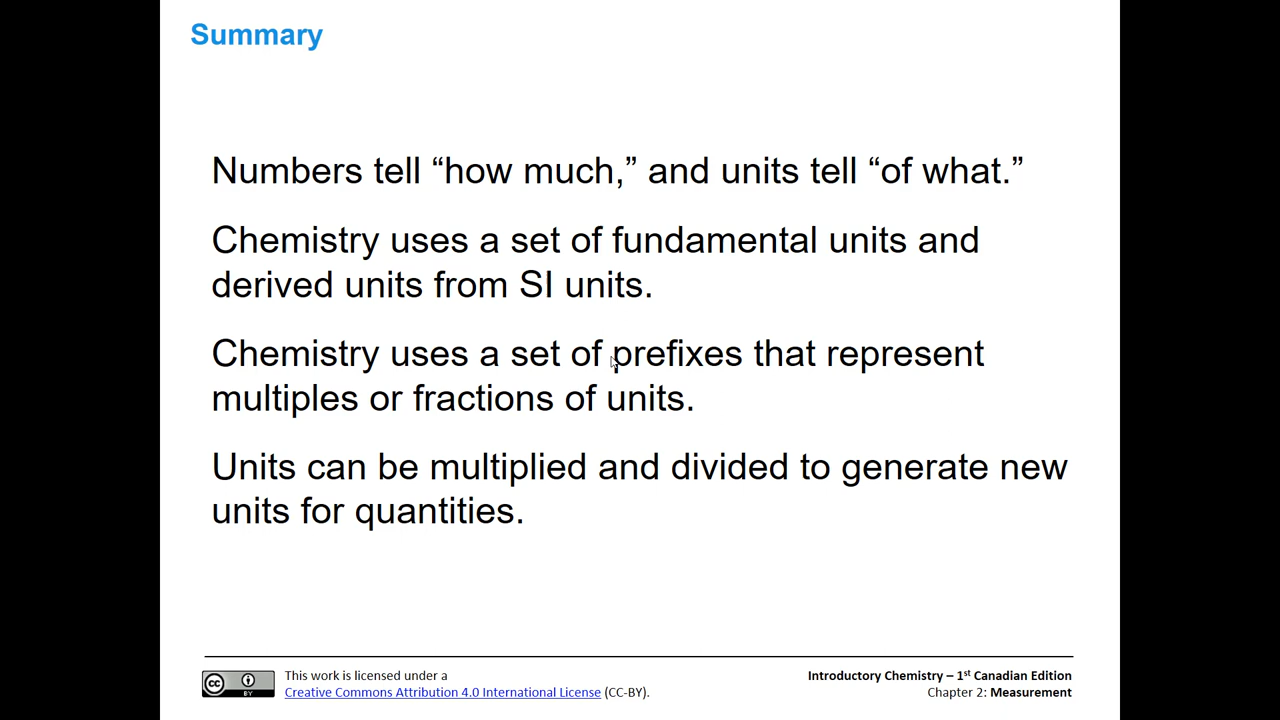 Summary
Numbers tell “how much,” and units tell “of what.”
Chemistry uses a set of fundamental units and
derived units from SI units.
Chemistry uses a set of prefixes that represent
multiples or fractions of units.
Units can be multiplied and divided to generate new
units for quantities.
cc BY
This work is licensed under a
Creative Commons Attribution 4.0 International License (CC-BY).
Introductory Chemistry – 1st Canadian Edition
Chapter 2: Measurement